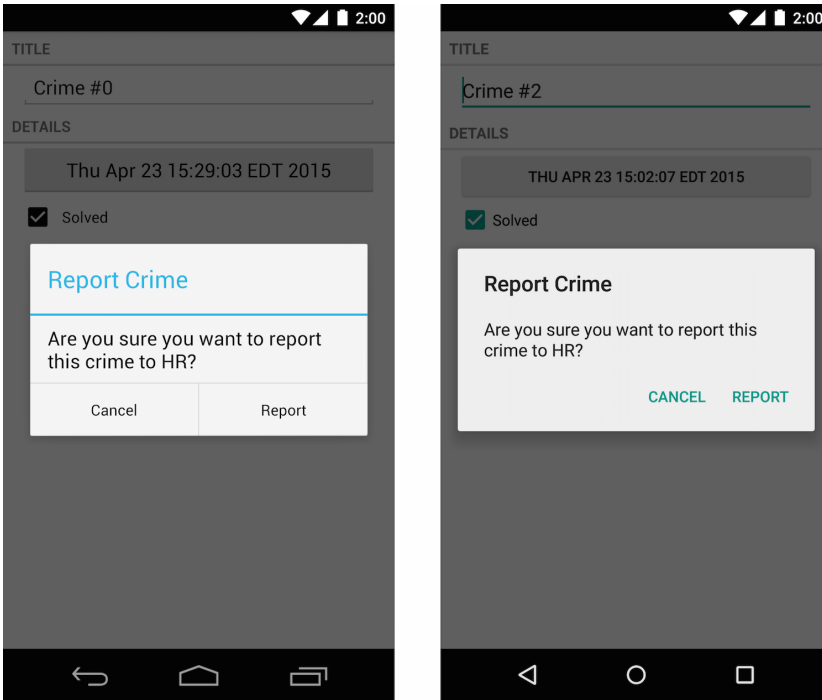 2:00
TITLE
Crime #0
DETAILS
Thu Apr 23 15:29:03 EDT 2015
Solved
Report Crime
Are you sure you want to report
this crime to HR?
Cancel
Report
2:00
TITLE
Crime #2
DETAILS
THU APR 23 15:02:07 EDT 2015
Solved
Report Crime
Are you sure you want to report this
crime to HR?
CANCEL
REPORT